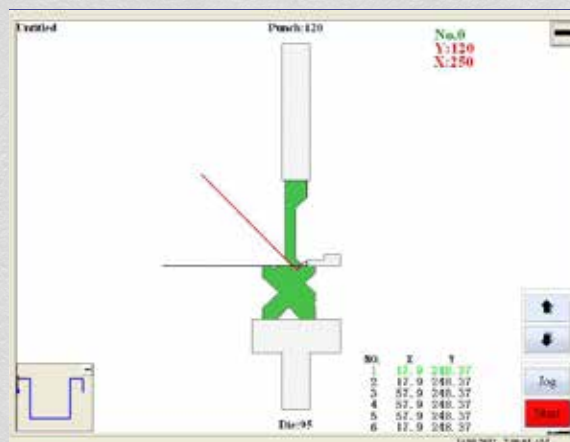 Untitled
Punch:120
No.0
Y:120
X:250
NO. X Y
1 17.9 248.37
2 17.9 248.37
3 57.9 248.37
4 57.9 248.37
5 57.9 248.37
6 17.9 248.37
Jog
Start
Die:95